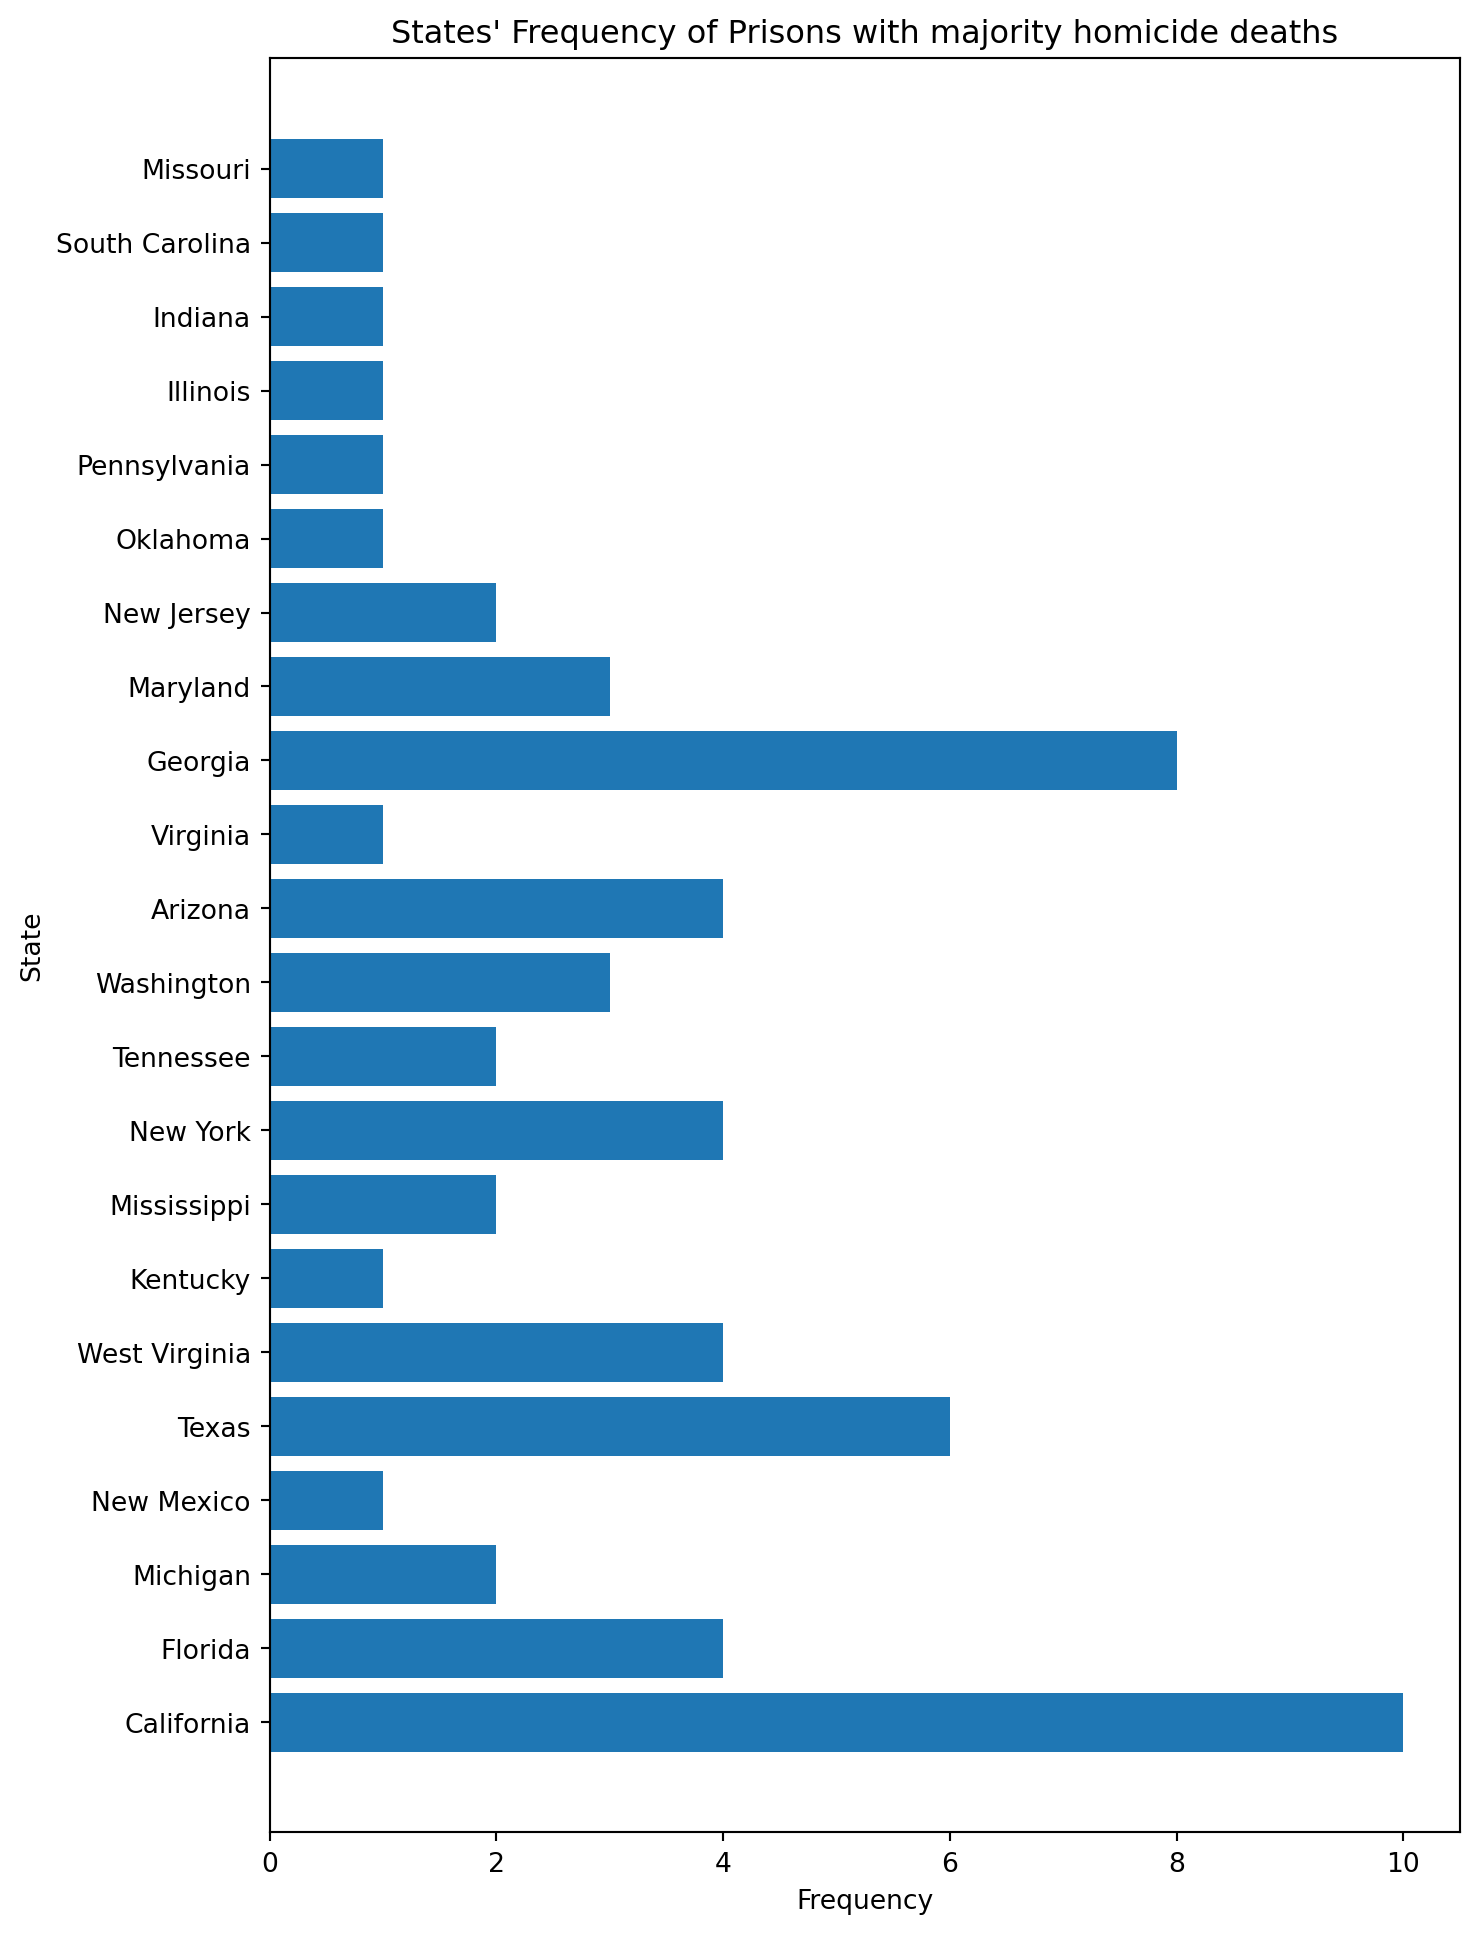 States' Frequency of Prisons with majority homicide deaths
Missouri
South Carolina
Indiana
Illinois
Pennsylvania
Oklahoma
New Jersey
Maryland
Georgia
Virginia
Arizona
State
Washington
Tennessee
New York
Mississippi
Kentucky
West Virginia
Texas
New Mexico
Michigan
Florida
California
0 2 4 6 8 10
Frequency